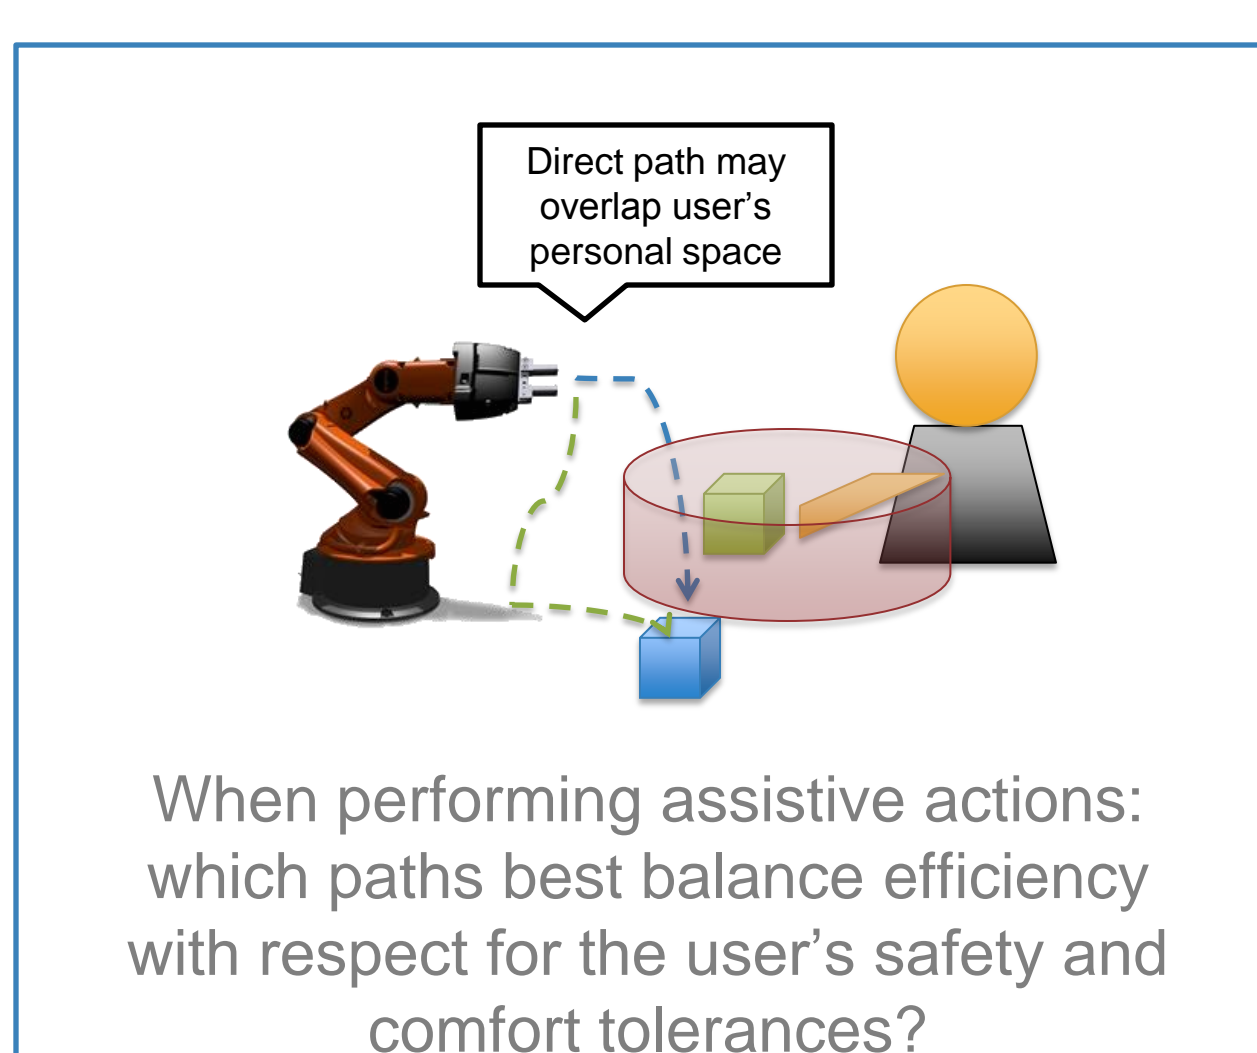 Direct path may
overlap user’s
personal space
When performing assistive actions:
which paths best balance efficiency
with respect for the user’s safety and
comfort tolerances?